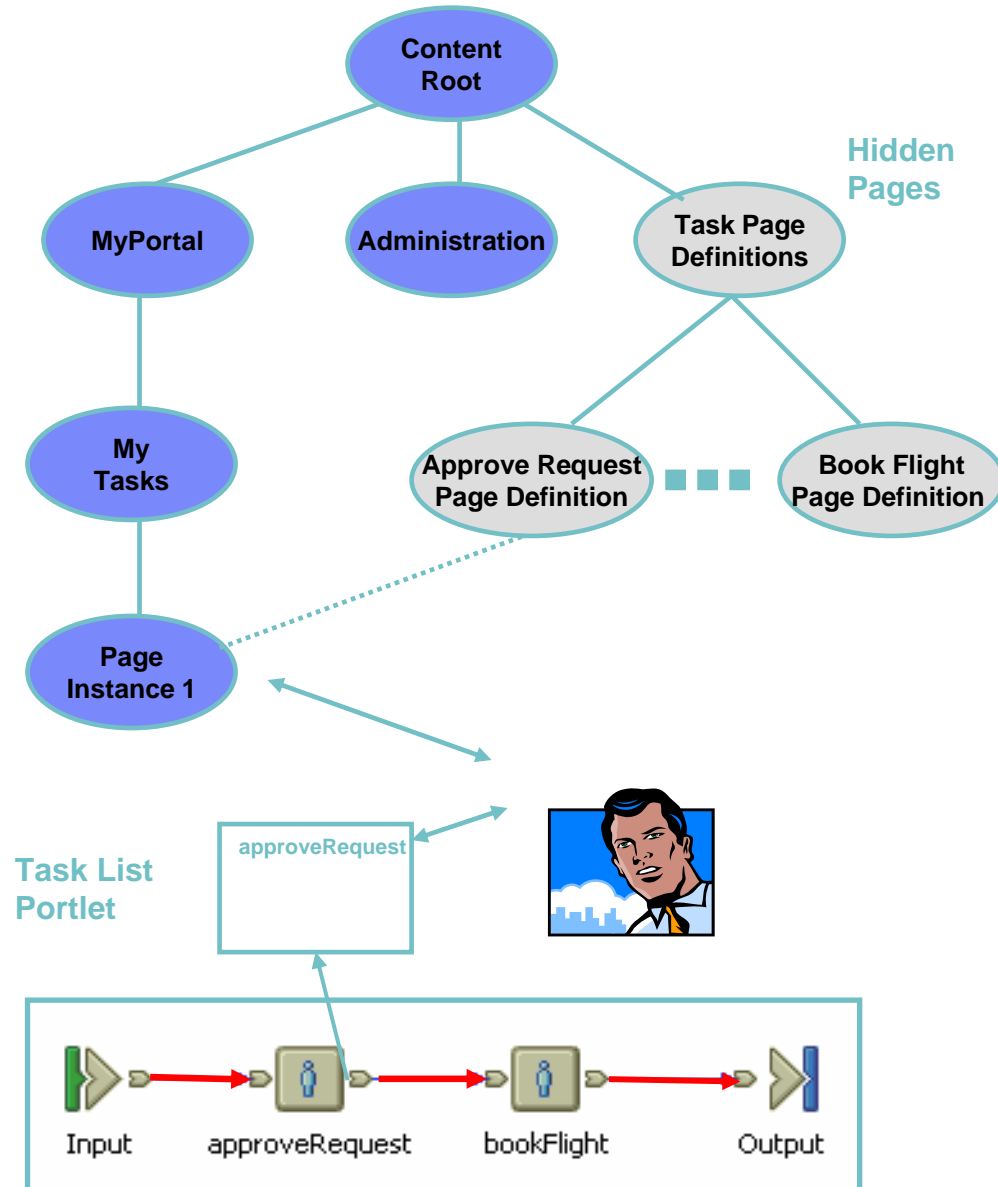 Content
Root
Hidden
Pages
MyPortal
Administration
Task Page
Definitions
My
Tasks
Approve Request
Page Definition
Book Flight
Page Definition
Page
Instance 1
approveRequest
Task List
Portlet
Input
approveRequest
bookFlight
Output